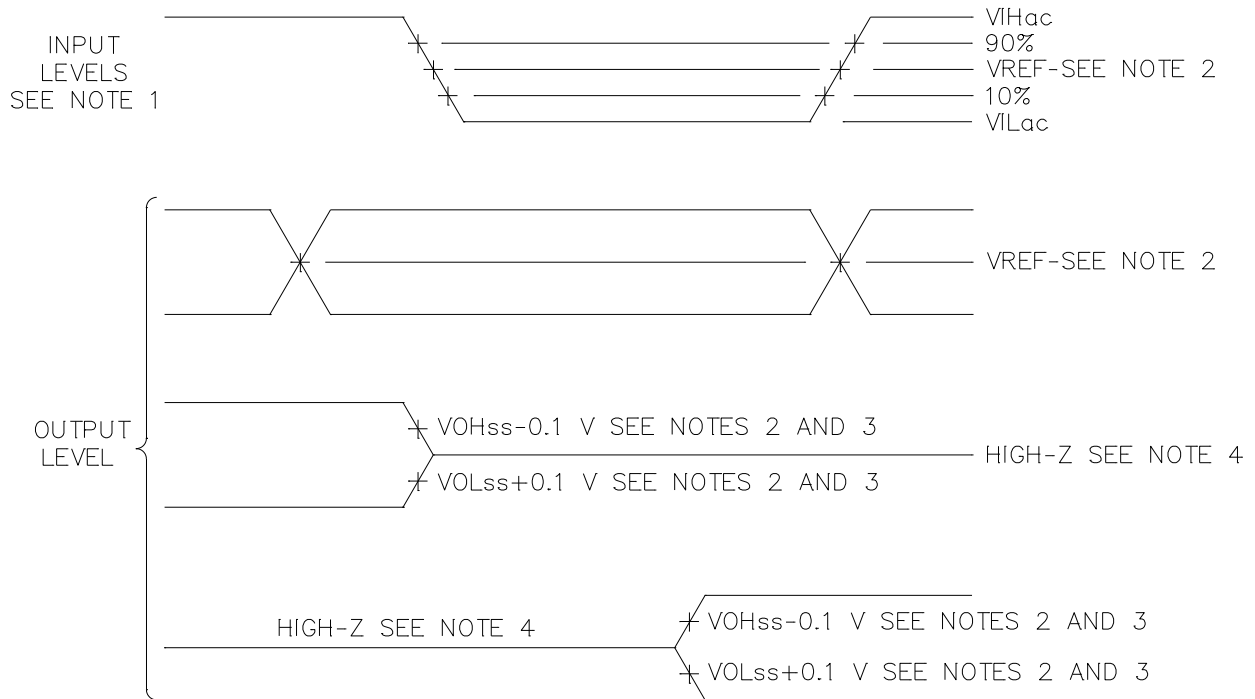 INPUT
LEVELS
SEE NOTE 1
VIHac
90%
VREF-SEE NOTE 2
10%
VILac
VREF-SEE NOTE 2
OUTPUT
LEVEL
VOHss-0.1 V SEE NOTES 2 AND 3
HIGH-Z SEE NOTE 4
VOLss+0.1 V SEE NOTES 2 AND 3
HIGH-Z SEE NOTE 4
VOHss-0.1 V SEE NOTES 2 AND 3
VOLss+0.1 V SEE NOTES 2 AND 3